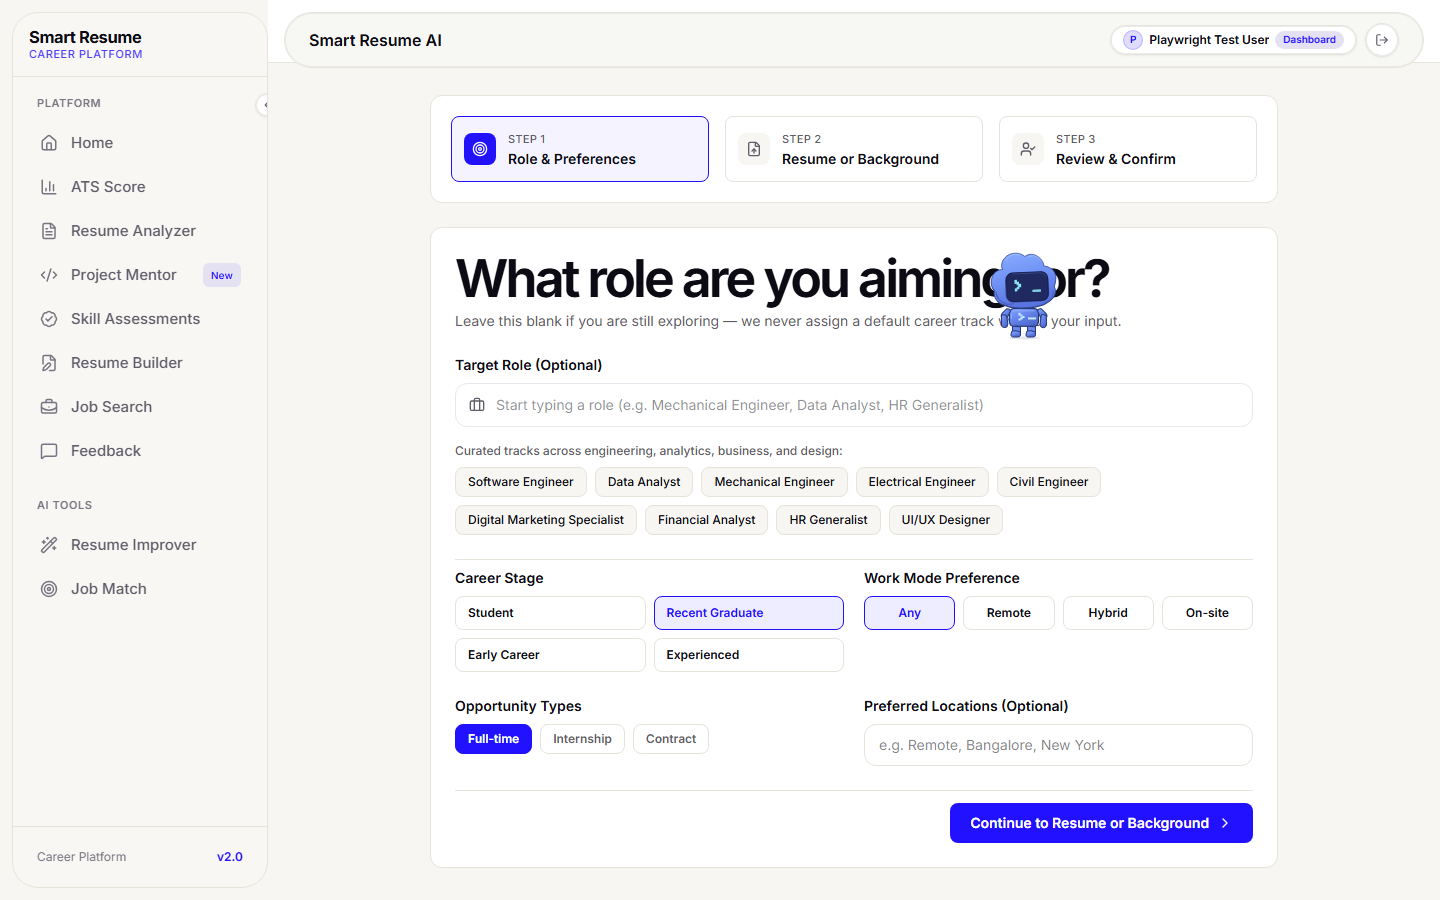 Smart Resume
CAREER PLATFORM
PLATFORM
Home
ATS Score
Resume Analyzer
Project Mentor New
Skill Assessments
Resume Builder
Job Search
Feedback
AI TOOLS
Resume Improver
Job Match
Career Platform v2.0
Smart Resume AI
P Playwright Test User Dashboard
STEP 1
Role & Preferences
STEP 2
Resume or Background
STEP 3
Review & Confirm
What role are you aiming or?
Leave this blank if you are still exploring — we never assign a default career track your input.
Target Role (Optional)
Start typing a role (e.g. Mechanical Engineer, Data Analyst, HR Generalist)
Curated tracks across engineering, analytics, business, and design:
Software Engineer Data Analyst Mechanical Engineer Electrical Engineer Civil Engineer
Digital Marketing Specialist Financial Analyst HR Generalist UI/UX Designer
Career Stage
Student Recent Graduate
Early Career Experienced
Work Mode Preference
Any Remote Hybrid On-site
Opportunity Types
Full-time Internship Contract
Preferred Locations (Optional)
e.g. Remote, Bangalore, New York
Continue to Resume or Background